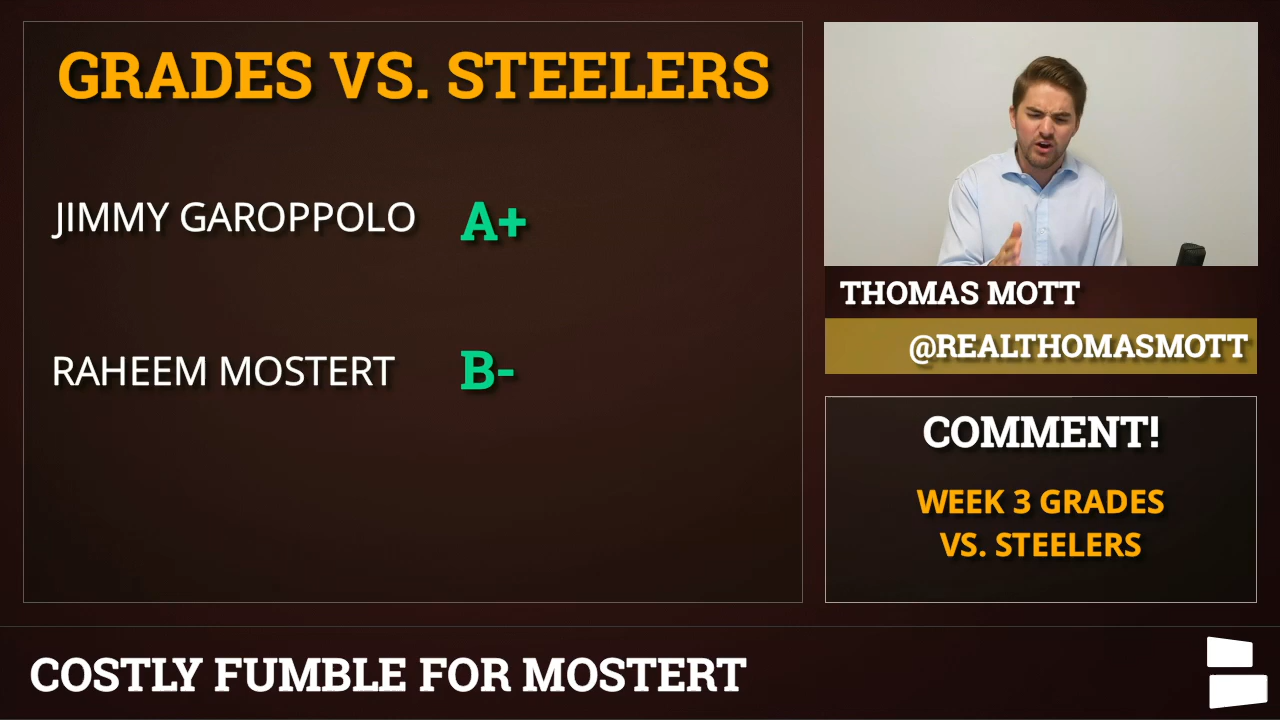 GRADES VS. STEELERS
JIMMY GAROPPOLO A+
RAHEEM MOSTERT B-
THOMAS MOTT
@REALTHOMASMOTT
COMMENT!
WEEK 3 GRADES
VS. STEELERS
COSTLY FUMBLE FOR MOSTERT